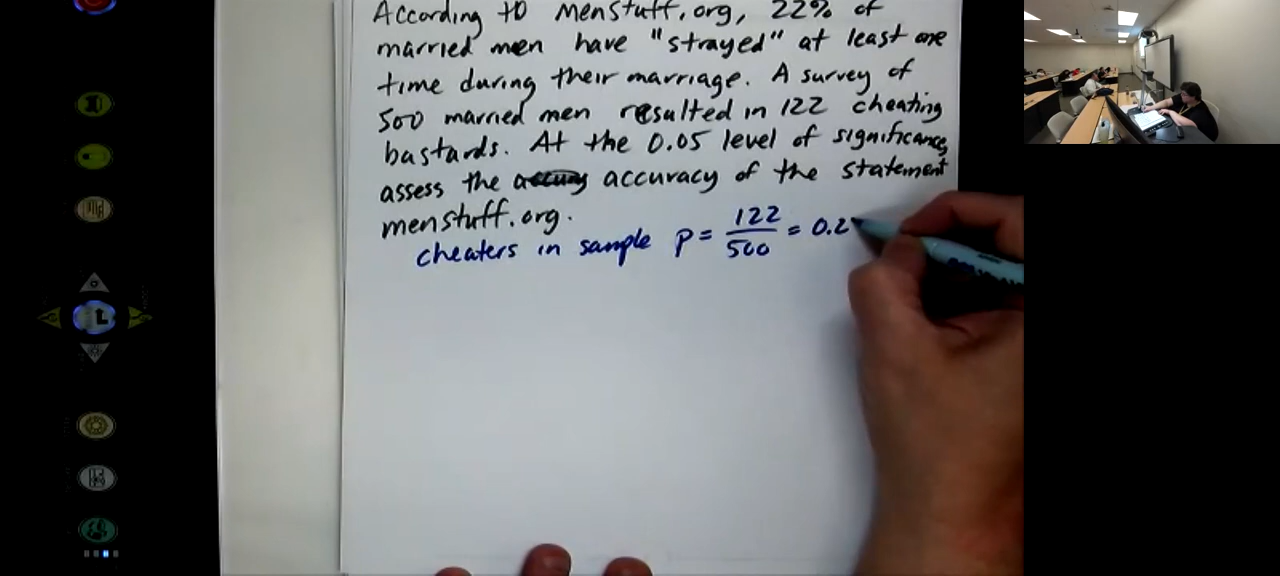 According to menstuff.org, 22% of
married men have "strayed" at least one
time during their marriage. A survey of
500 married men resulted in 122 cheating
bastards. At the 0.05 level of significance,
assess the accuracy of the statement
menstuff.org.
cheaters in sample p = 122/500 = 0.2